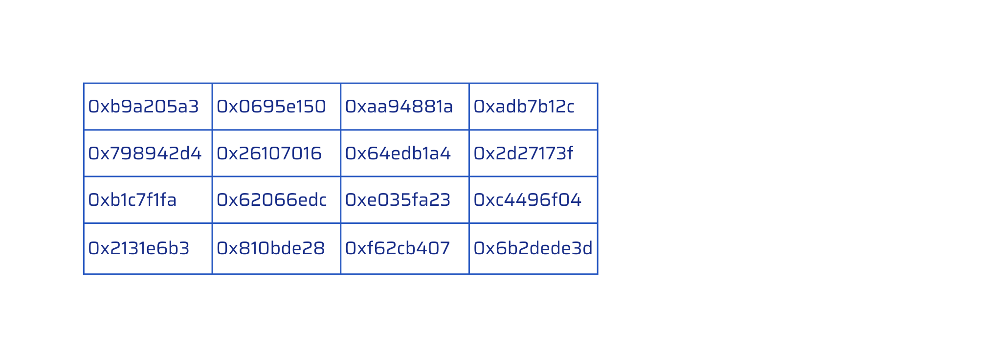 0xb9a205a3 0x0695e150 0xaa94881a 0xadb7b12c
0x798942d4 0x26107016 0x64edb1a4 0x2d27173f
0xb1c7f1fa 0x62066edc 0xe035fa23 0xc4496f04
0x2131e6b3 0x810bde28 0xf62cb407 0x6b2dede3d